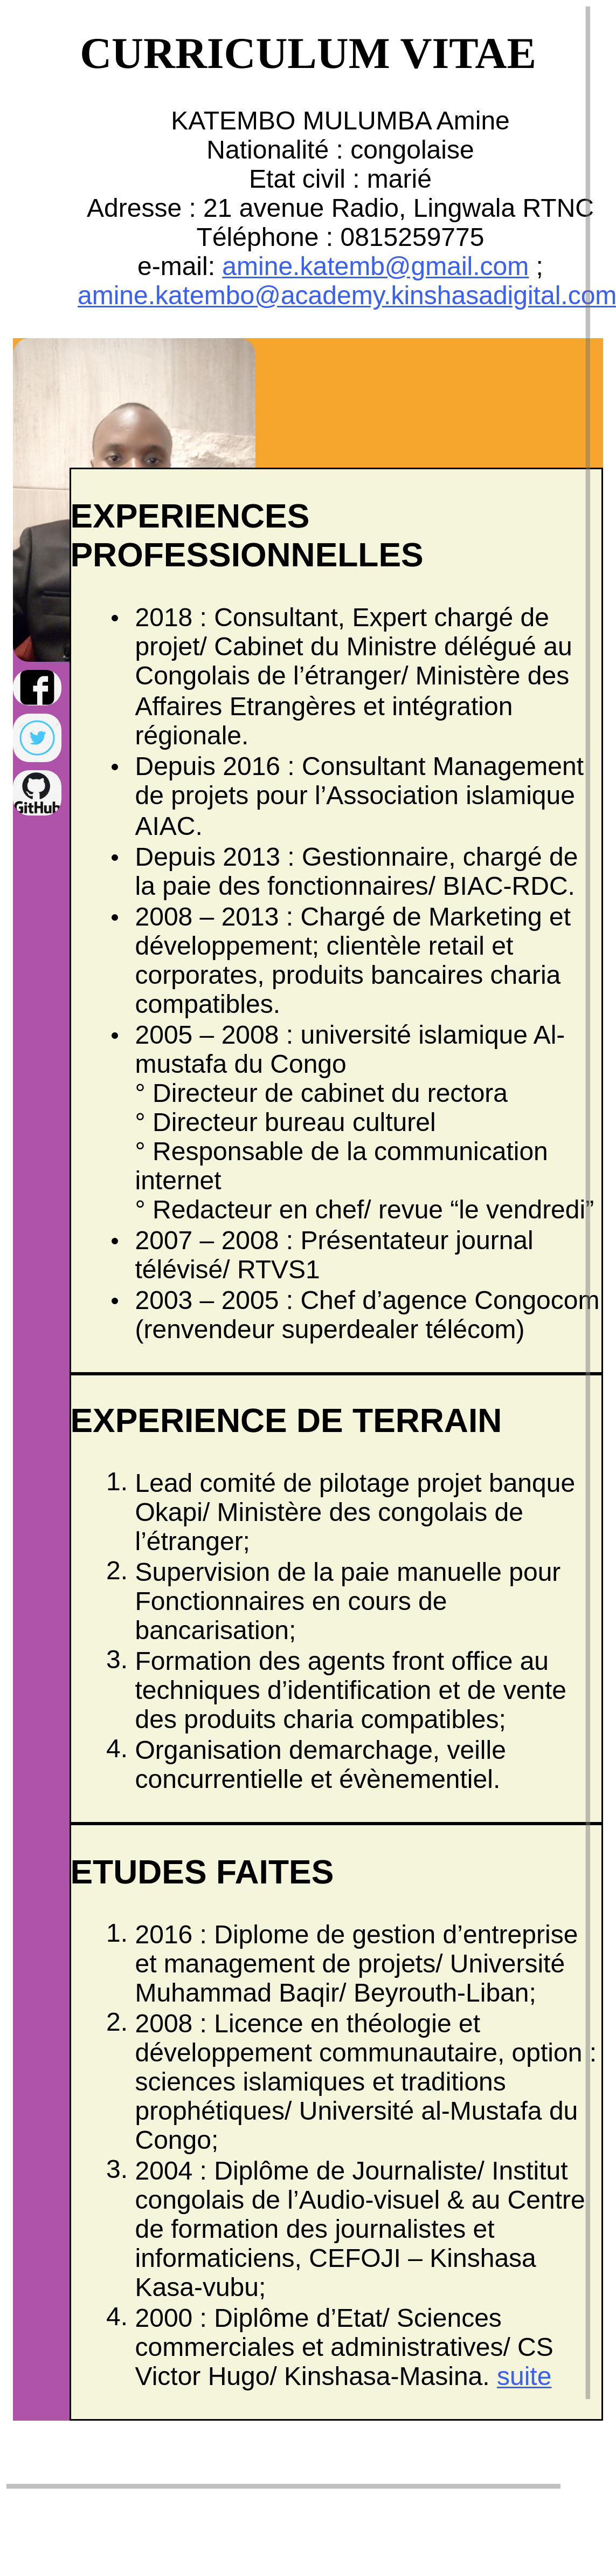 CURRICULUM VITAE
KATEMBO MULUMBA Amine
Nationalité : congolaise
Etat civil : marié
Adresse : 21 avenue Radio, Lingwala RTNC
Téléphone : 0815259775
e-mail: amine.katemb@gmail.com ;
amine.katembo@academy.kinshasadigital.com
EXPERIENCES
PROFESSIONNELLES
• 2018 : Consultant, Expert chargé de
projet/ Cabinet du Ministre délégué au
Congolais de l’étranger/ Ministère des
Affaires Etrangères et intégration
régionale.
• Depuis 2016 : Consultant Management
de projets pour l’Association islamique
AIAC.
• Depuis 2013 : Gestionnaire, chargé de
la paie des fonctionnaires/ BIAC-RDC.
• 2008 – 2013 : Chargé de Marketing et
développement; clientèle retail et
corporates, produits bancaires charia
compatibles.
• 2005 – 2008 : université islamique Al-
mustafa du Congo
° Directeur de cabinet du rectora
° Directeur bureau culturel
° Responsable de la communication
internet
° Redacteur en chef/ revue “le vendredi”
• 2007 – 2008 : Présentateur journal
télévisé/ RTVS1
• 2003 – 2005 : Chef d’agence Congocom
(renvendeur superdealer télécom)
GitHub
EXPERIENCE DE TERRAIN
1. Lead comité de pilotage projet banque
Okapi/ Ministère des congolais de
l’étranger;
2. Supervision de la paie manuelle pour
Fonctionnaires en cours de
bancarisation;
3. Formation des agents front office au
techniques d’identification et de vente
des produits charia compatibles;
4. Organisation demarchage, veille
concurrentielle et évènementiel.
ETUDES FAITES
1. 2016 : Diplome de gestion d’entreprise
et management de projets/ Université
Muhammad Baqir/ Beyrouth-Liban;
2. 2008 : Licence en théologie et
développement communautaire, option :
sciences islamiques et traditions
prophétiques/ Université al-Mustafa du
Congo;
3. 2004 : Diplôme de Journaliste/ Institut
congolais de l’Audio-visuel & au Centre
de formation des journalistes et
informaticiens, CEFOJI – Kinshasa
Kasa-vubu;
4. 2000 : Diplôme d’Etat/ Sciences
commerciales et administratives/ CS
Victor Hugo/ Kinshasa-Masina. suite